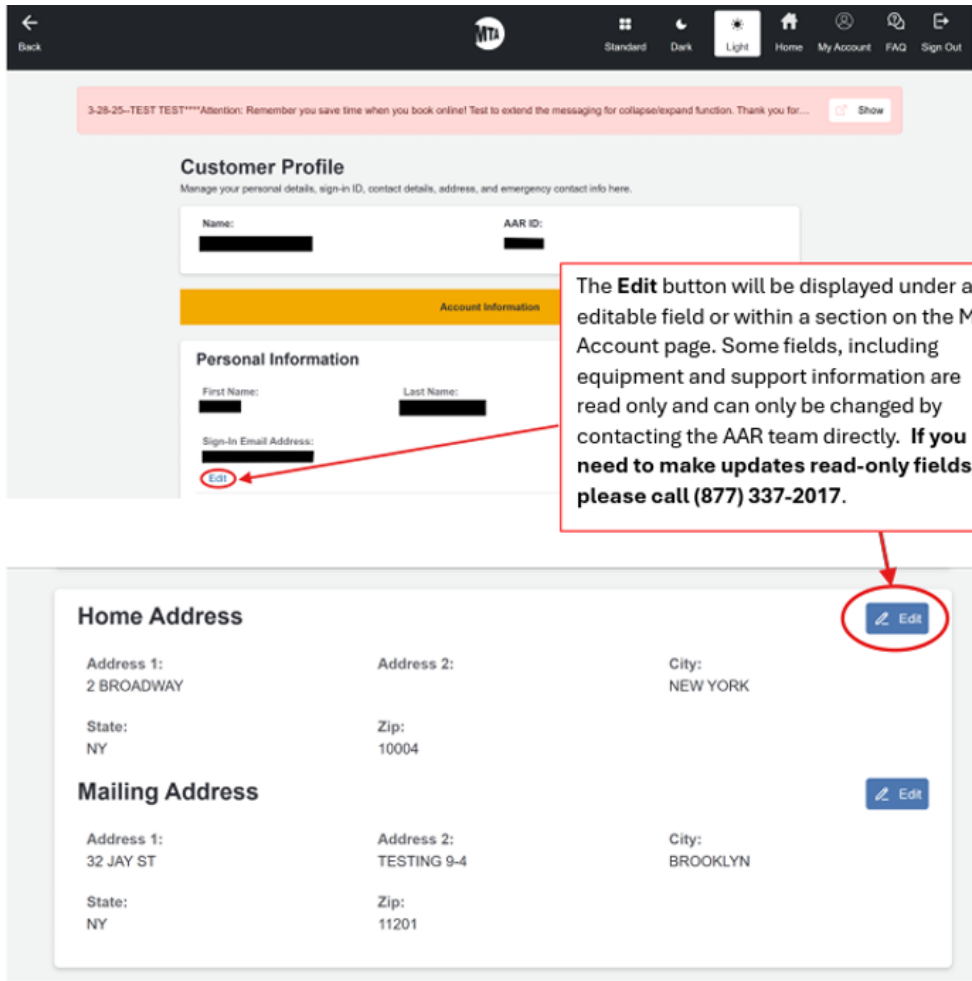 Back
MTA
Standard
Dark
Light
Home
My Account
FAQ
Sign Out
3-28-25--TEST TEST****Attention: Remember you save time when you book online! Test to extend the messaging for collapse/expand function. Thank you for....
Show
Customer Profile
Manage your personal details, sign-in ID, contact details, address, and emergency contact info here.
Name:
AAR ID:
Account Information
Personal Information
First Name:
Last Name:
Sign-In Email Address:
Edit
The Edit button will be displayed under a
editable field or within a section on the M
Account page. Some fields, including
equipment and support information are
read only and can only be changed by
contacting the AAR team directly. If you
need to make updates read-only fields
please call (877) 337-2017.
Home Address
Edit
Address 1:
Address 2:
City:
2 BROADWAY
NEW YORK
State:
Zip:
NY
10004
Mailing Address
Edit
Address 1:
Address 2:
City:
32 JAY ST
TESTING 9-4
BROOKLYN
State:
Zip:
NY
11201